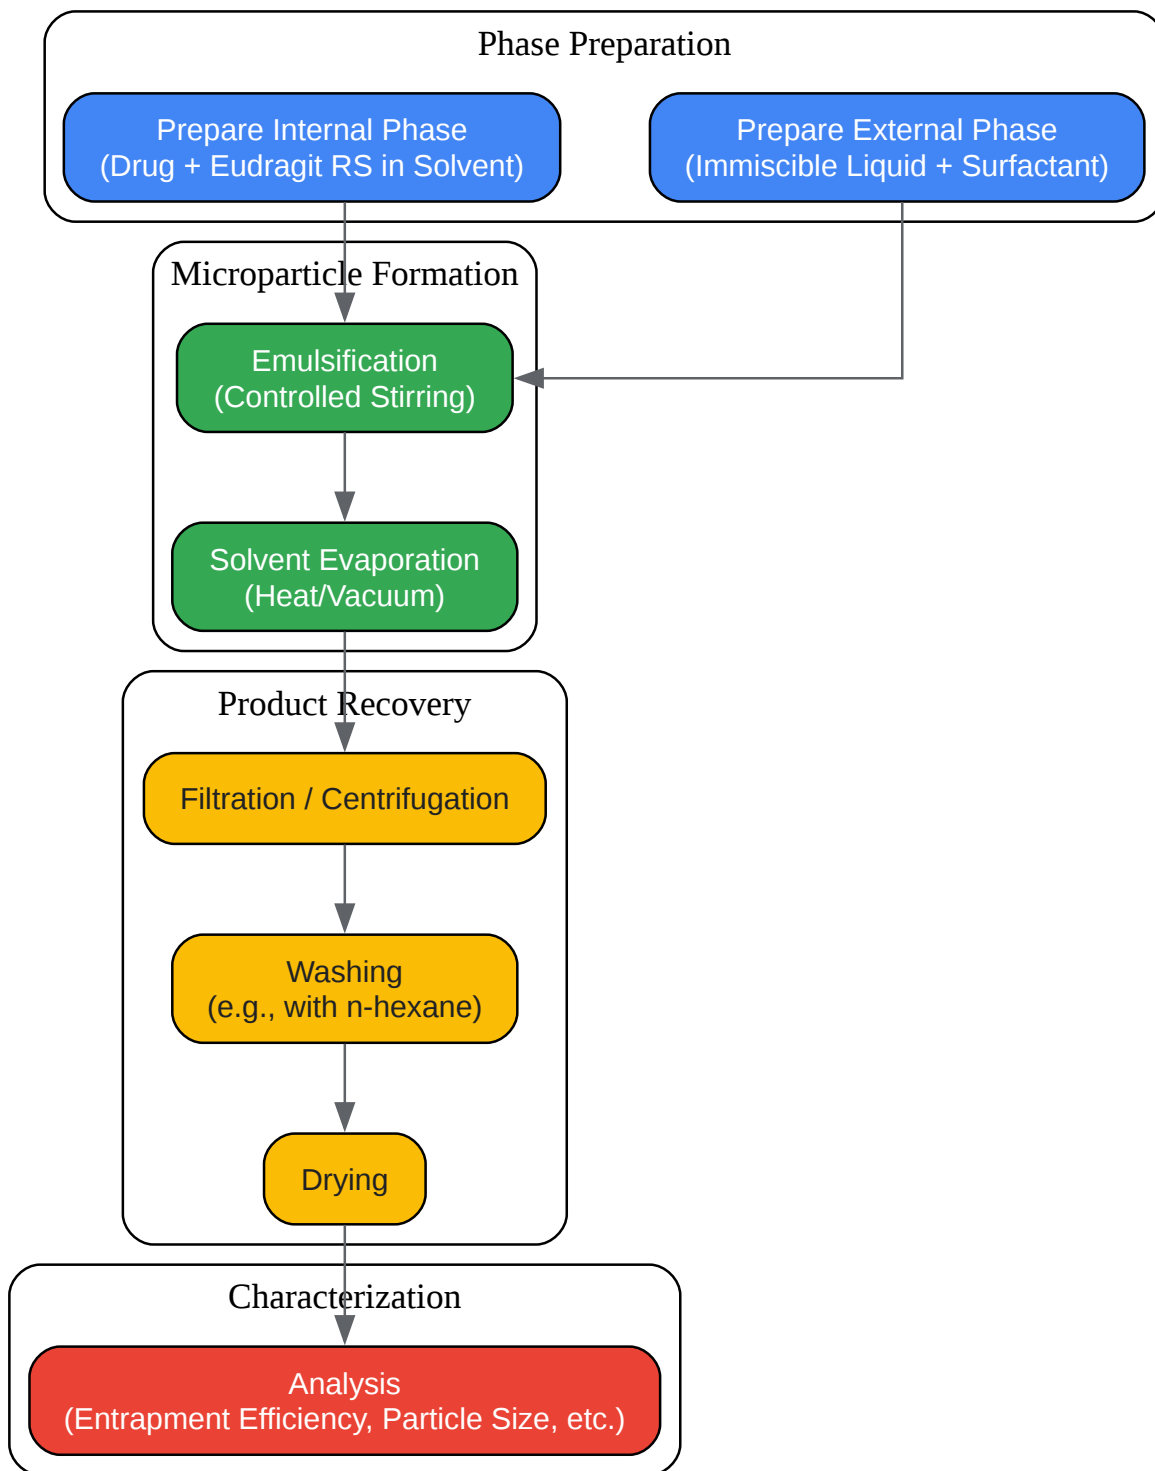 Phase Preparation
Prepare Internal Phase
(Drug + Eudragit RS in Solvent)
Prepare External Phase
(Immiscible Liquid + Surfactant)
Microparticle Formation
Emulsification
(Controlled Stirring)
Solvent Evaporation
(Heat/Vacuum)
Product Recovery
Filtration / Centrifugation
Washing
(e.g., with n-hexane)
Drying
Characterization
Analysis
(Entrapment Efficiency, Particle Size, etc.)